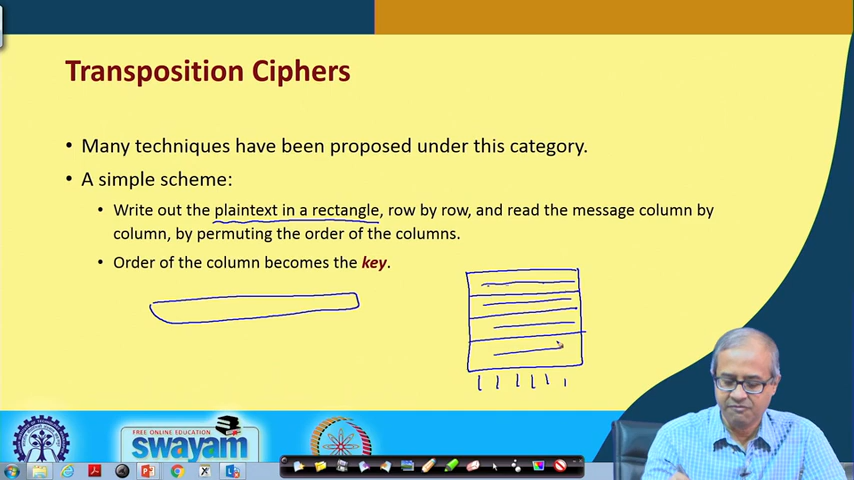 Transposition Ciphers
• Many techniques have been proposed under this category.
• A simple scheme:
• Write out the plaintext in a rectangle, row by row, and read the message column by
column, by permuting the order of the columns.
• Order of the column becomes the key.
FREE ONLINE EDUCATION
swayam